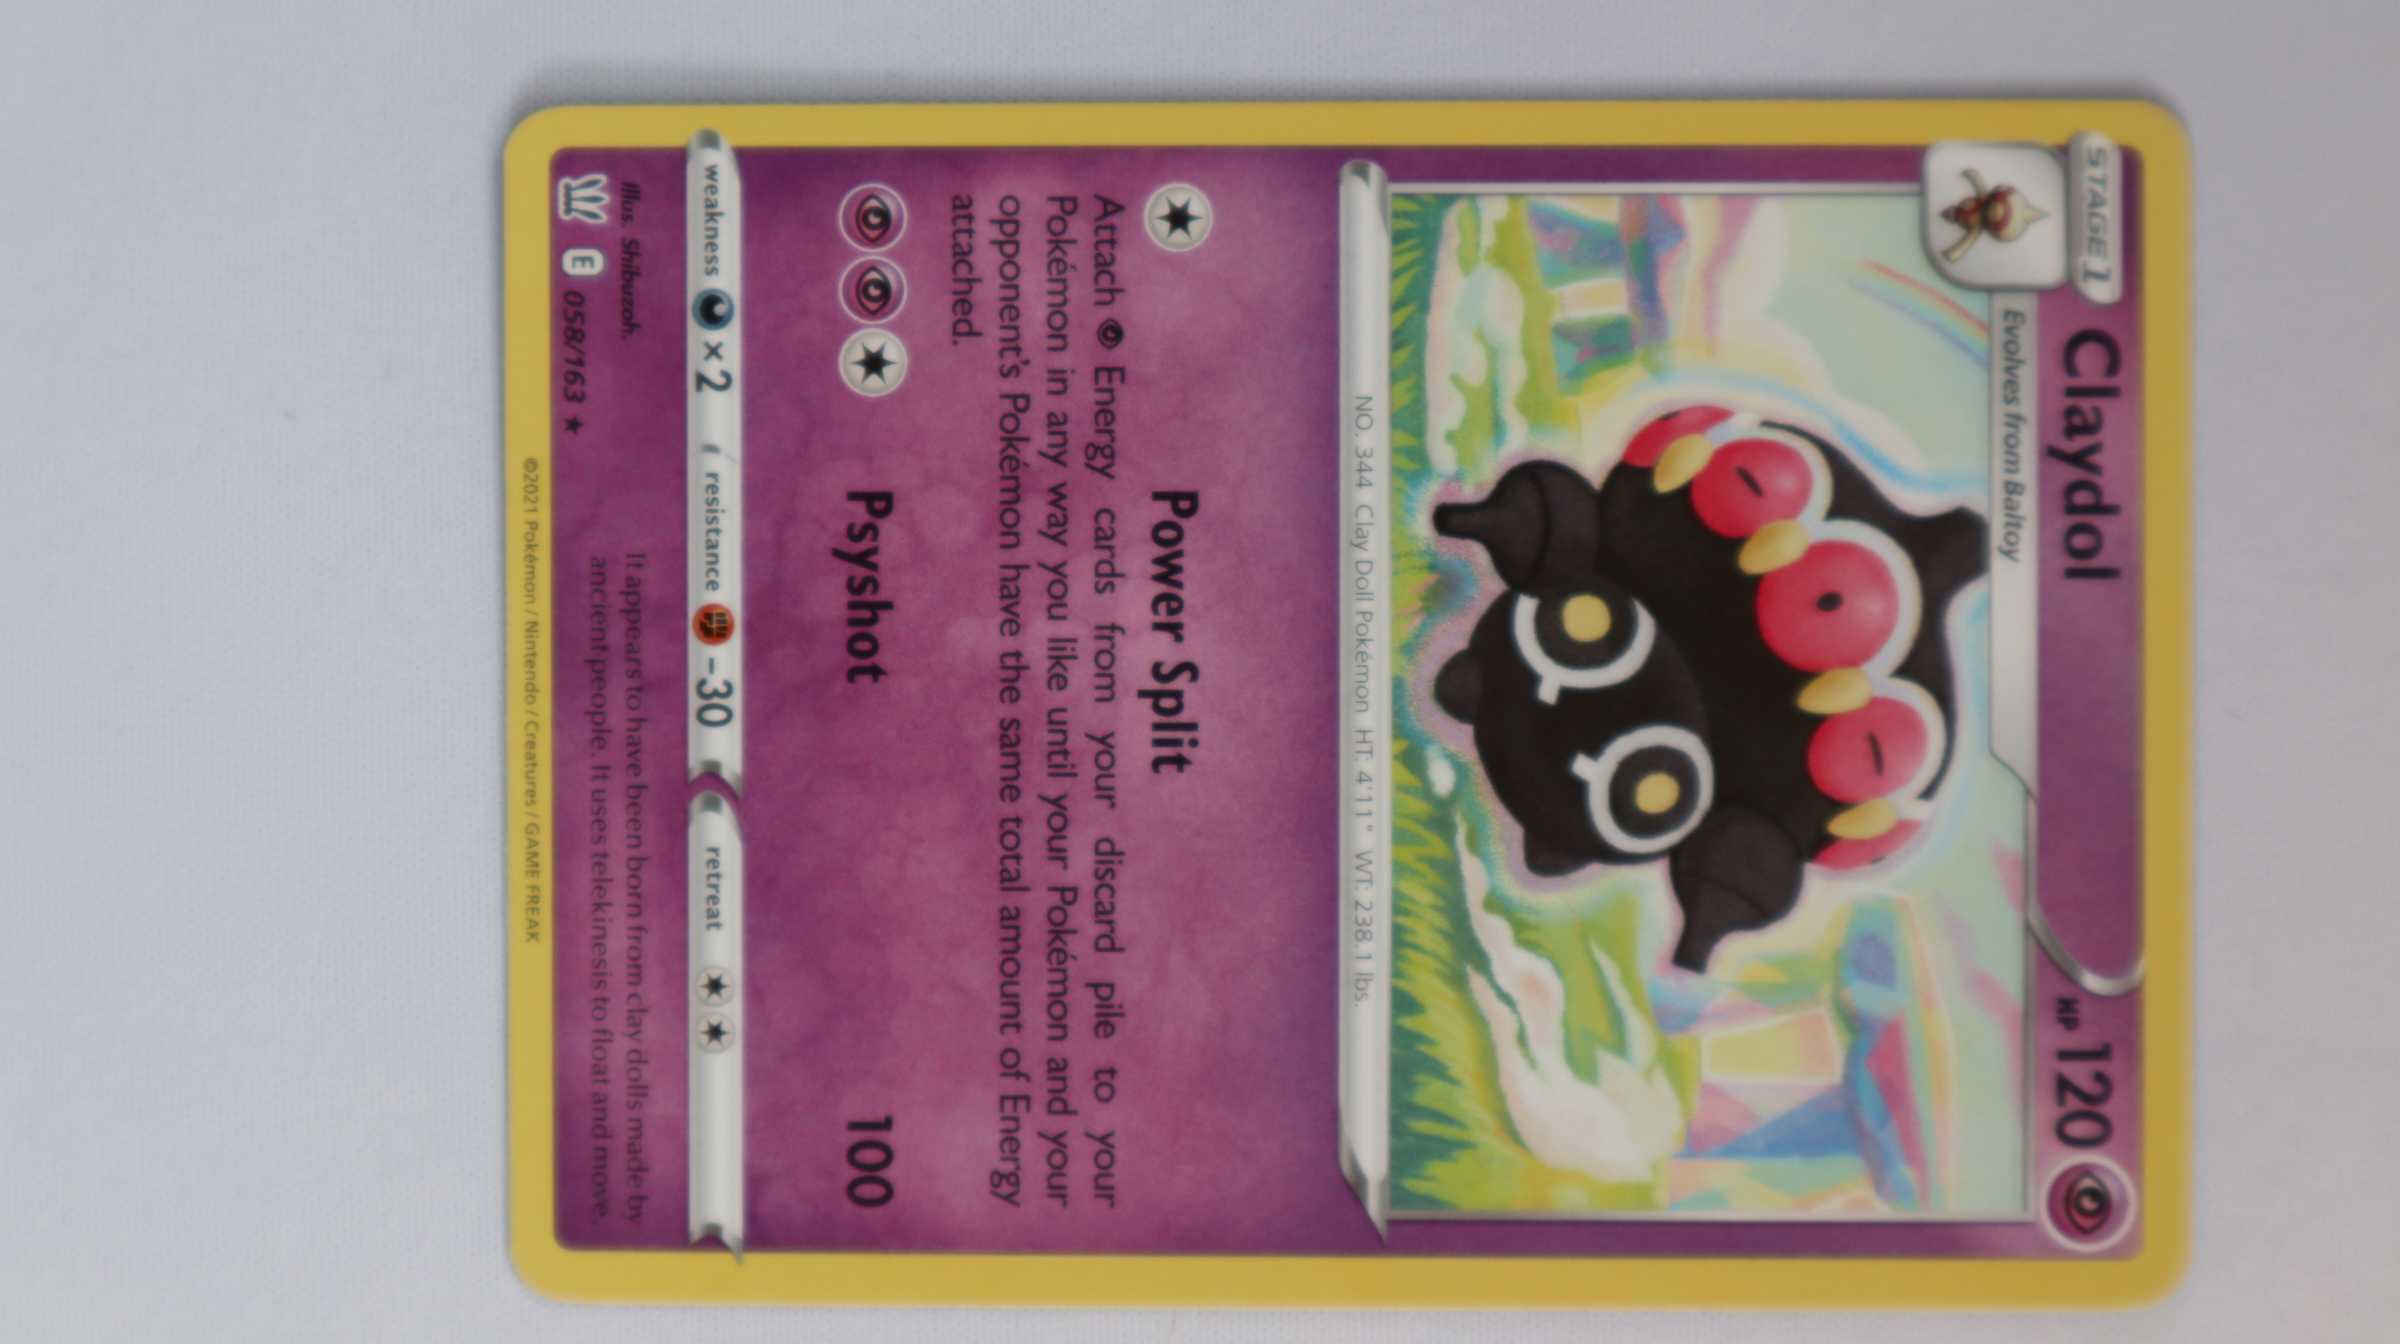 STAGE 1 Claydol HP 120
Evolves from Baltoy
NO. 344 Clay Doll Pokémon HT: 4'11" WT: 238.1 lbs.
Power Split
Attach Energy cards from your discard pile to your
Pokémon in any way you like until your Pokémon and your
opponent's Pokémon have the same total amount of Energy
attached.
Psyshot 100
weakness ×2 resistance -30 retreat
Illus. Shibuzoh.
It appears to have been born from clay dolls made by
ancient people. It uses telekinesis to float and move.
E 058/163 ★
©2021 Pokémon / Nintendo / Creatures / GAME FREAK